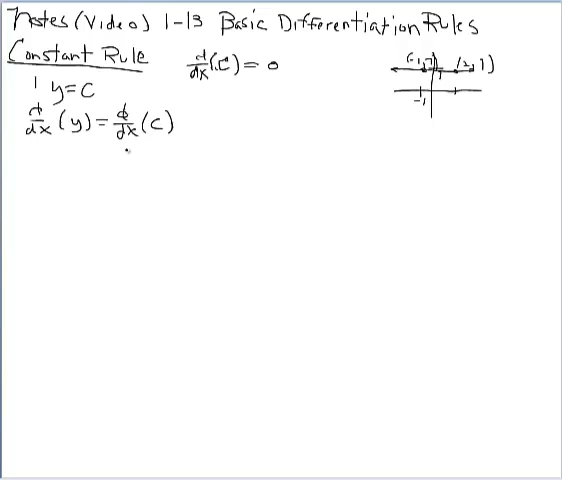 Notes (Video) 1-13 Basic Differentiation Rules
Constant Rule d/dx (C) = 0
y = C
d/dx (y) = d/dx (C)
(-1,1) (2,1)
-1